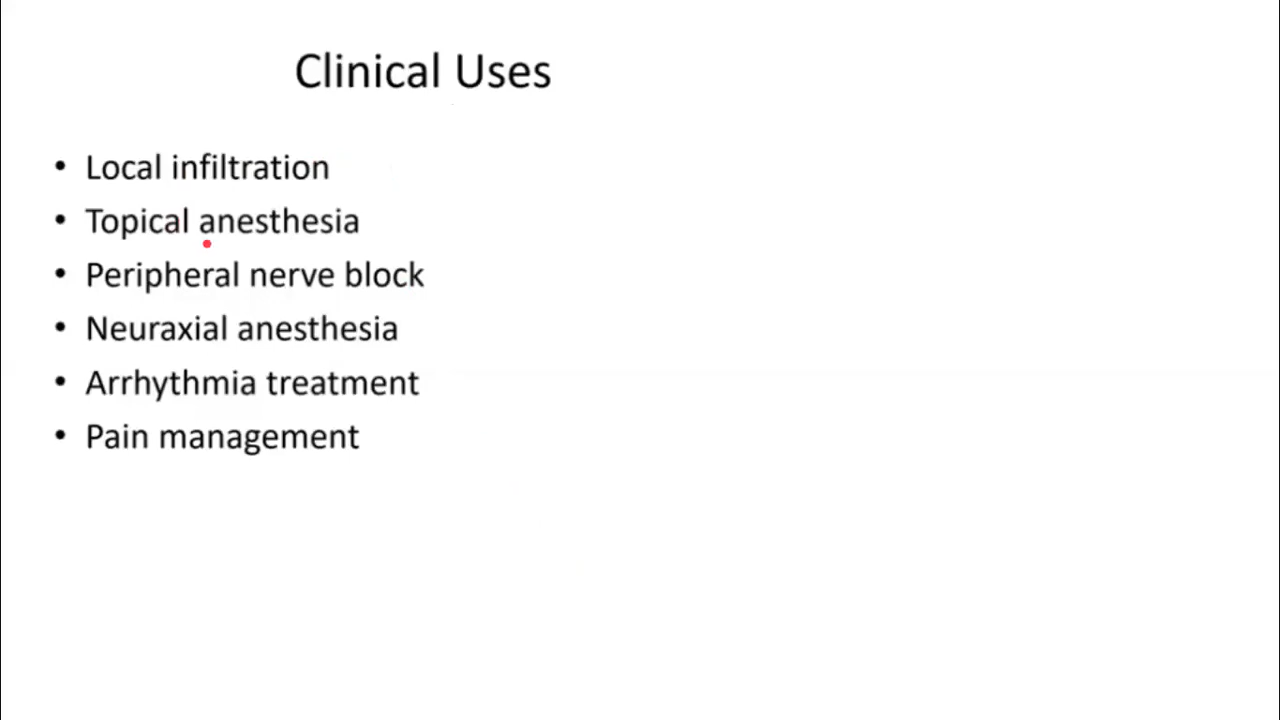 Clinical Uses
• Local infiltration
• Topical anesthesia
• Peripheral nerve block
• Neuraxial anesthesia
• Arrhythmia treatment
• Pain management